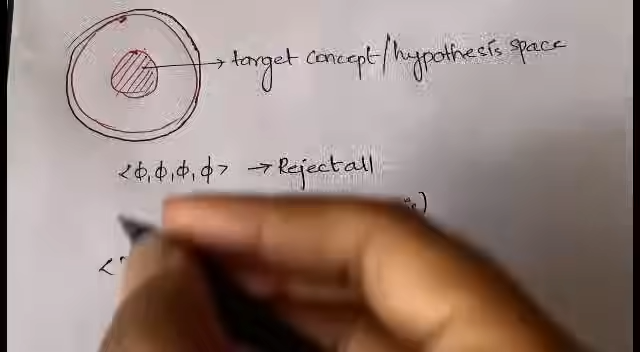 target concept/hypothesis space
<ϕ,ϕ,ϕ,ϕ> → Reject all